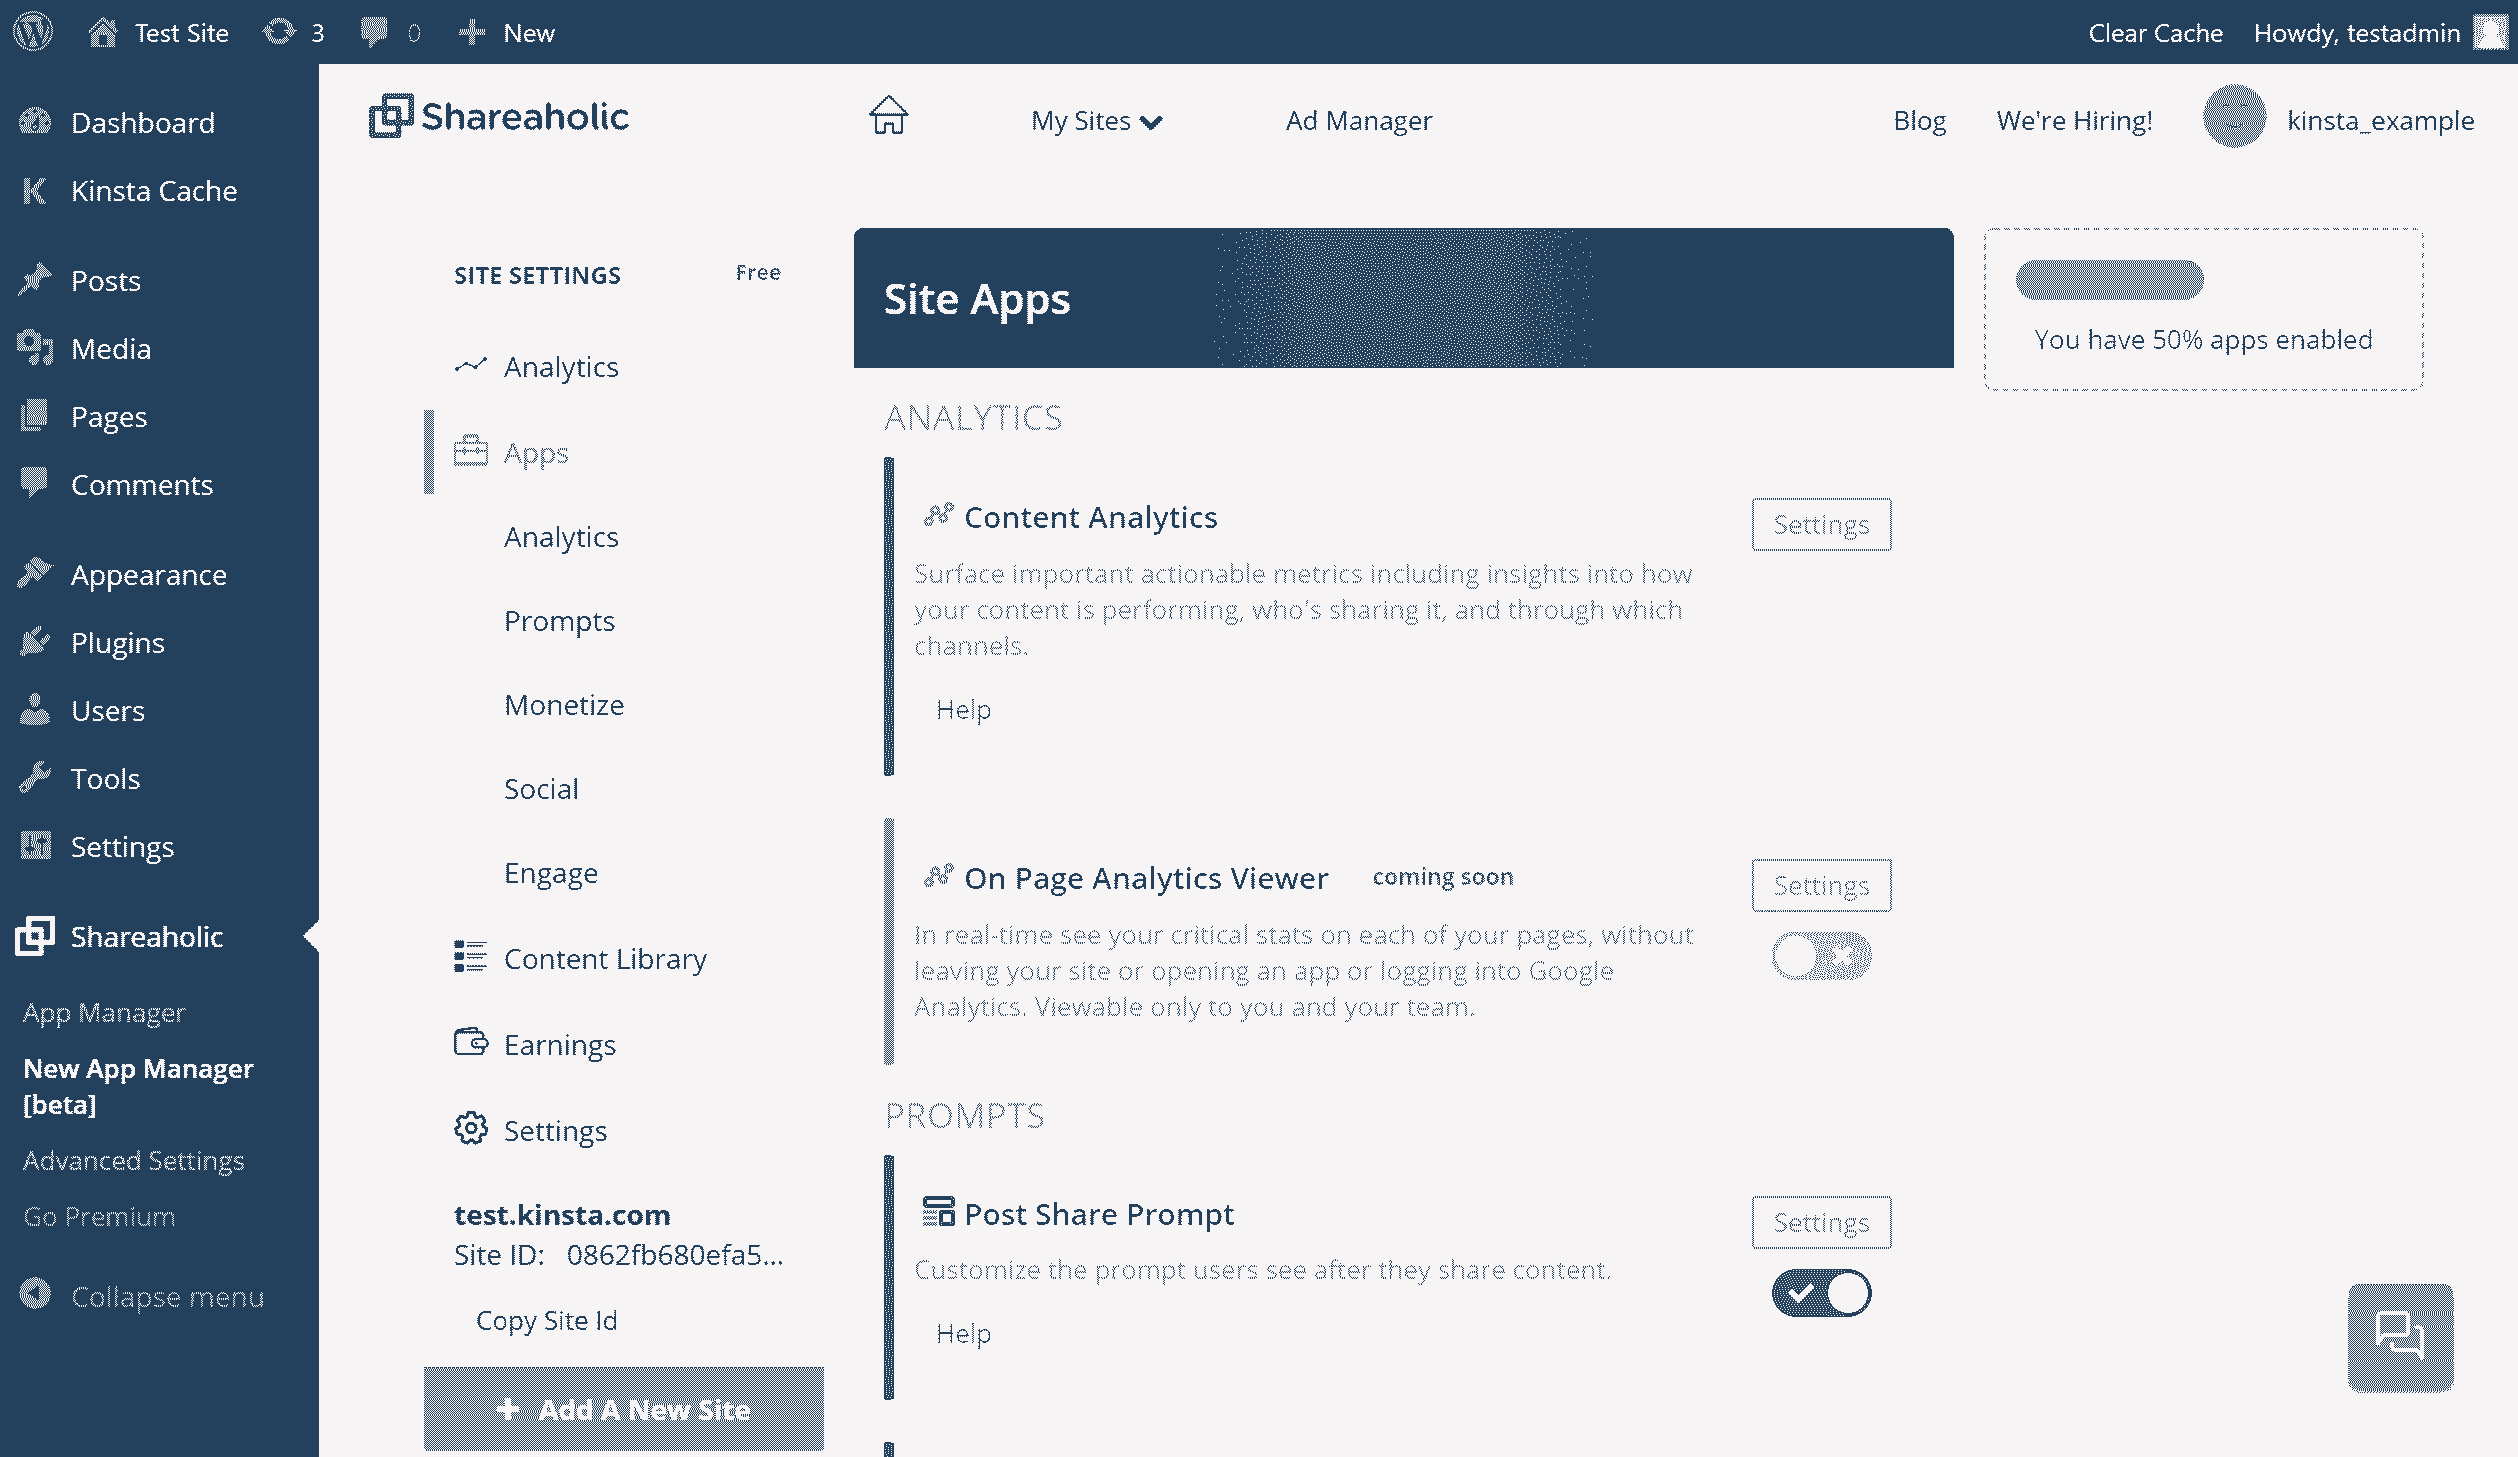 Test Site
3
0
New
Clear Cache
Howdy, testadmin
Dashboard
Kinsta Cache
Posts
Media
Pages
Comments
Appearance
Plugins
Users
Tools
Settings
Shareaholic
App Manager
New App Manager
[beta]
Advanced Settings
Go Premium
Collapse menu
Shareaholic
My Sites
Ad Manager
Blog
We're Hiring!
kinsta_example
SITE SETTINGS
Free
Analytics
Apps
Analytics
Prompts
Monetize
Social
Engage
Content Library
Earnings
Settings
test.kinsta.com
Site ID: 0862fb680efa5...
Copy Site Id
+ Add A New Site
Site Apps
ANALYTICS
Content Analytics
Settings
Surface important actionable metrics including insights into how
your content is performing, who's sharing it, and through which
channels.
Help
On Page Analytics Viewer
coming soon
Settings
In real-time see your critical stats on each of your pages, without
leaving your site or opening an app or logging into Google
Analytics. Viewable only to you and your team.
PROMPTS
Post Share Prompt
Settings
Customize the prompt users see after they share content.
Help
You have 50% apps enabled